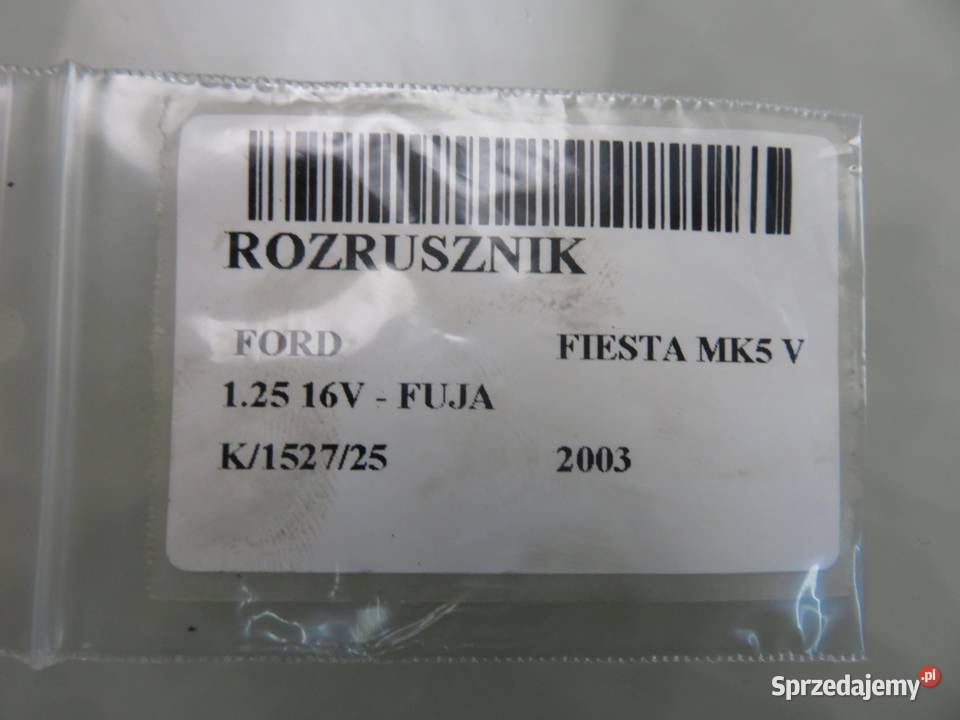 ROZRUSZNIK
FORD FIESTA MK5 V
1.25 16V - FUJA
K/1527/25 2003
Sprzedajemy.pl